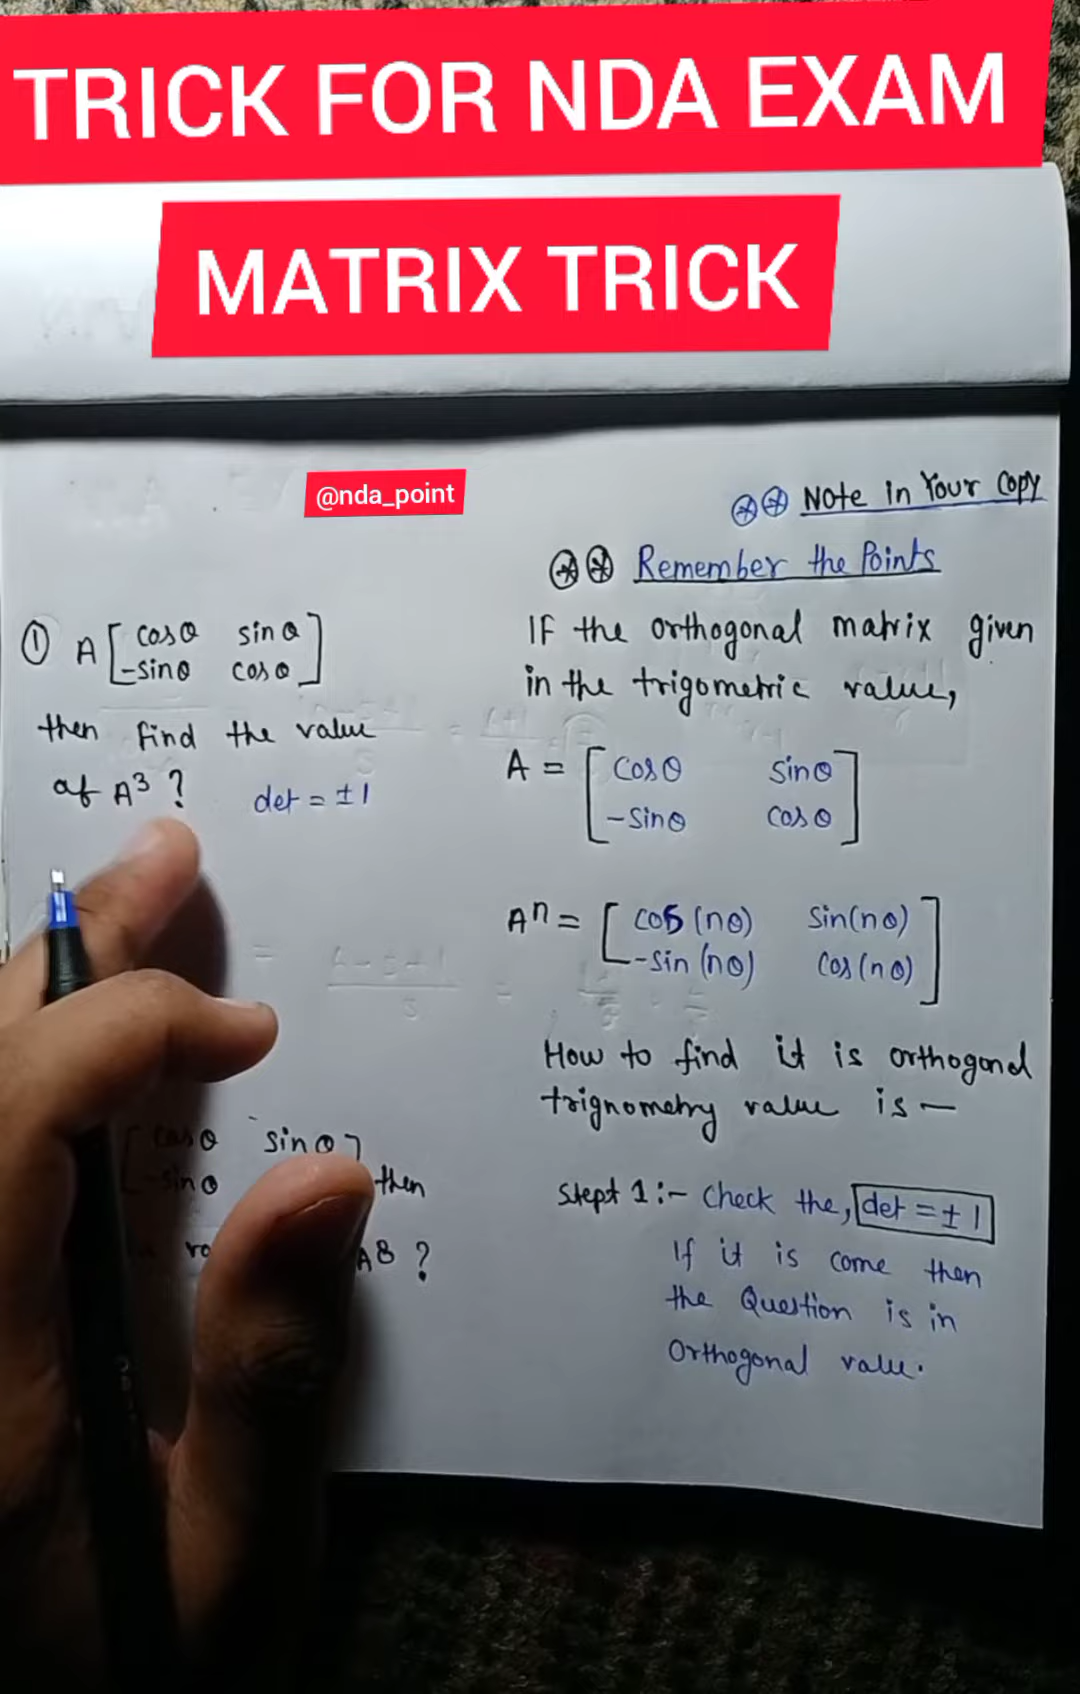 TRICK FOR NDA EXAM
MATRIX TRICK
@nda_point
Note in Your Copy
Remember the Points
① A [ cosθ sinθ
-sinθ cosθ ]
then find the value
of A³ ? det = ±1
IF the orthogonal matrix given
in the trigometric value,
A = [ cosθ sinθ
-sinθ cosθ ]
Aⁿ = [ cos(nθ) sin(nθ)
-sin(nθ) cos(nθ) ]
How to find it is orthogonal
trignometry value is —
Stept 1 :- Check the, det = ±1
If it is come then
the Question is in
Orthogonal value.
[ cosθ sinθ ]
-sinθ then
A8 ?